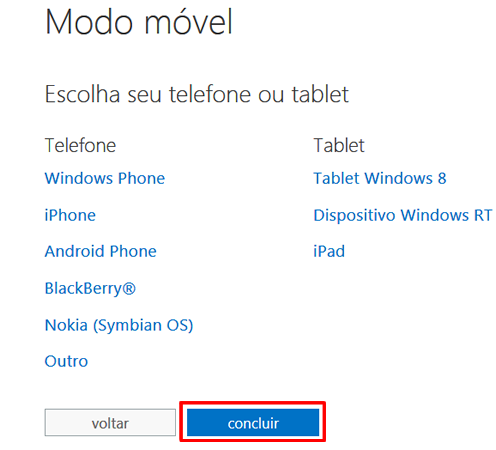 Modo móvel
Escolha seu telefone ou tablet
Telefone
Windows Phone
iPhone
Android Phone
BlackBerry®
Nokia (Symbian OS)
Outro
Tablet
Tablet Windows 8
Dispositivo Windows RT
iPad
voltar
concluir